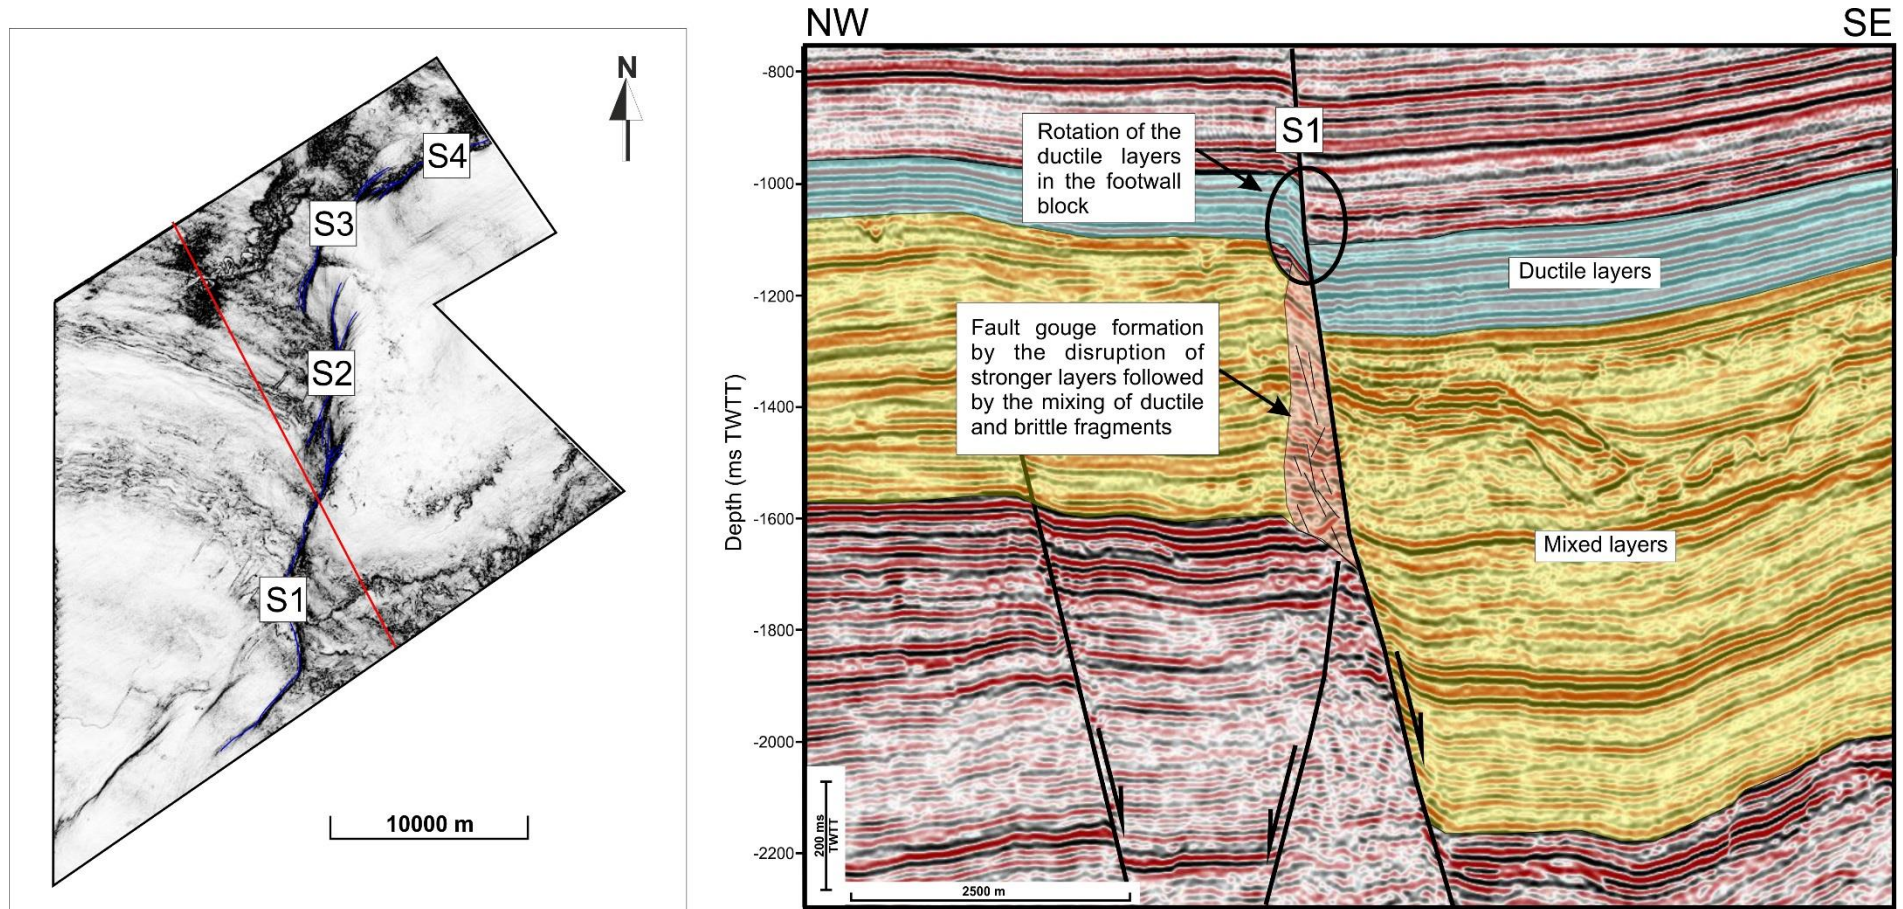 N
S4
S3
S2
S1
10000 m
NW
SE
Depth (ms TWTT)
-800
-1000
-1200
-1400
-1600
-1800
-2000
-2200
S1
Rotation of the
ductile layers
in the footwall
block
Ductile layers
Fault gouge formation
by the disruption of
stronger layers followed
by the mixing of ductile
and brittle fragments
Mixed layers
200 ms
TWTT
2500 m